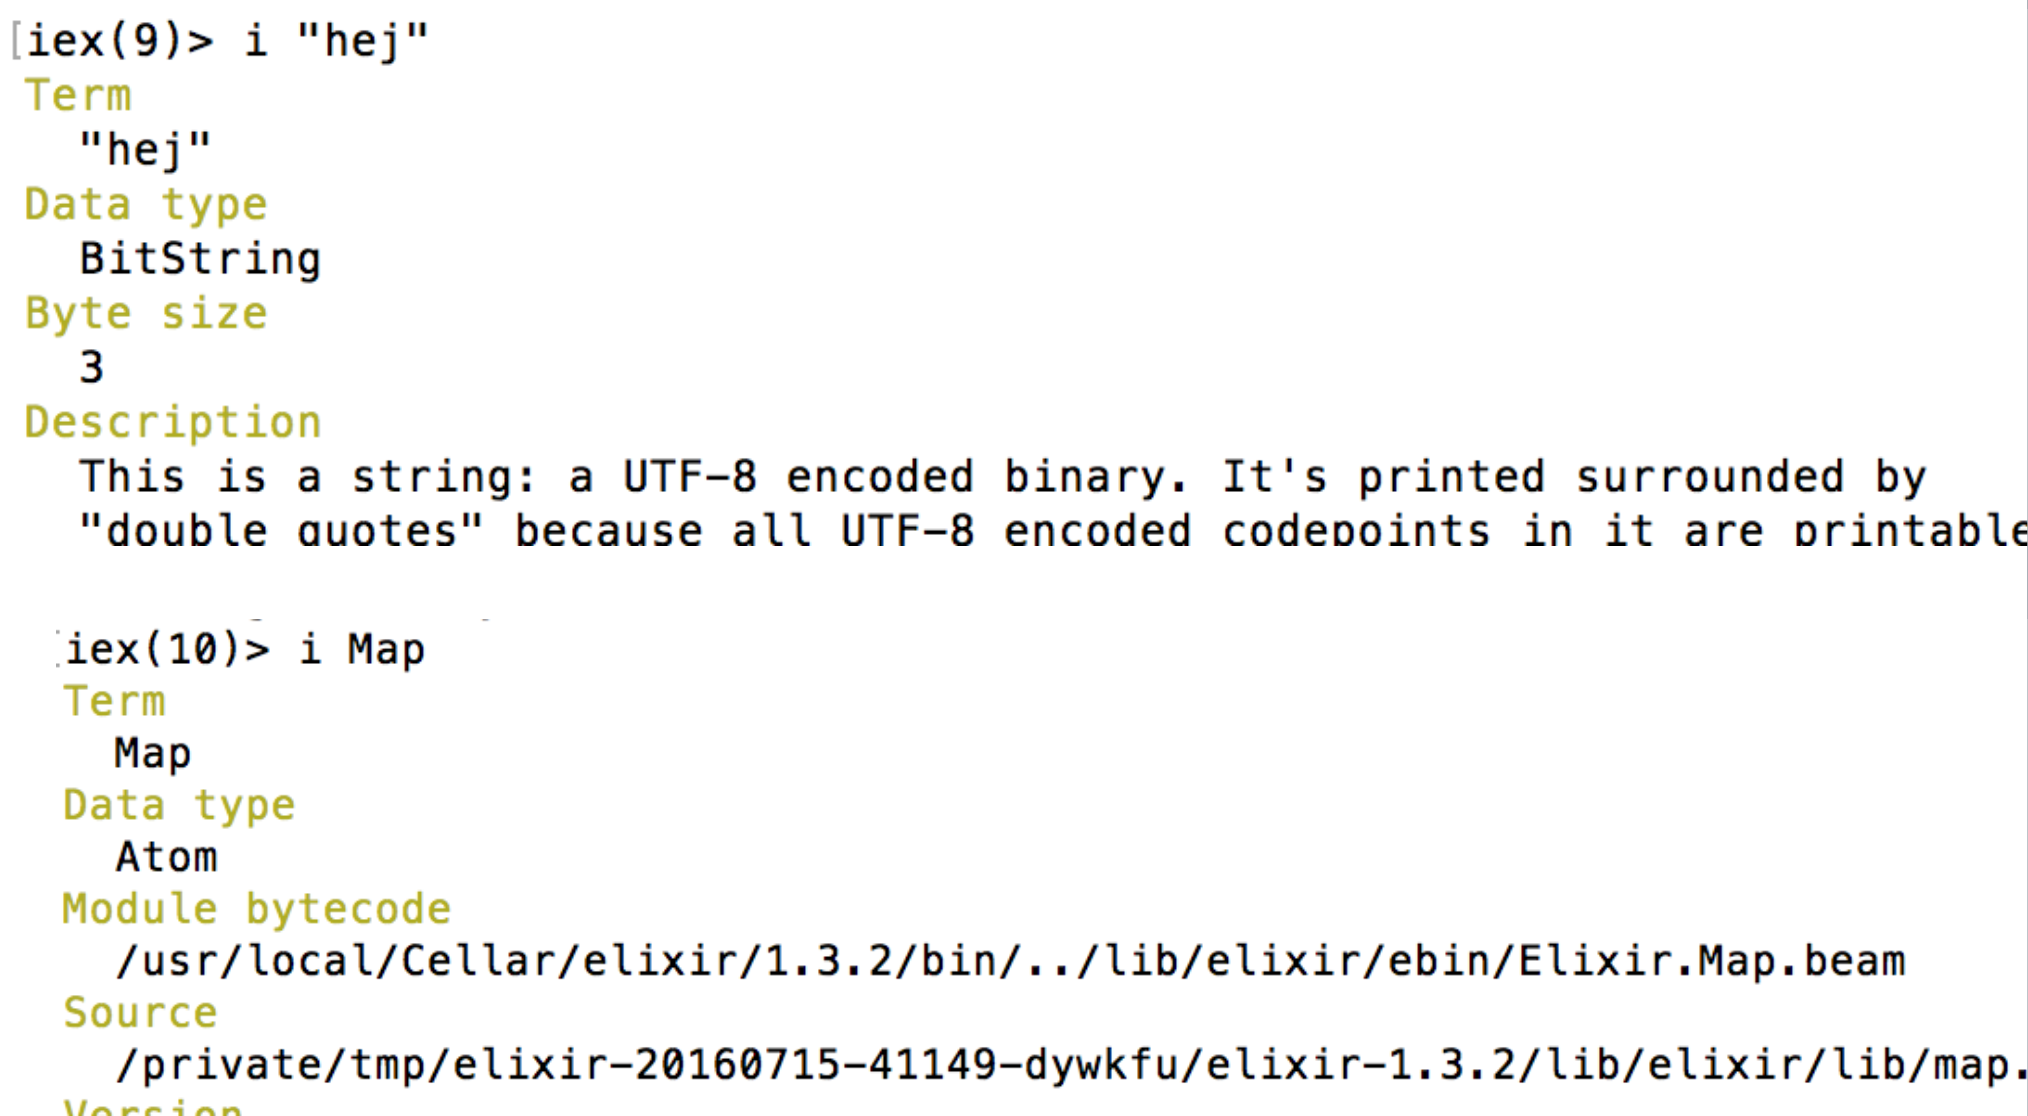 [iex(9)> i "hej"
Term
"hej"
Data type
BitString
Byte size
3
Description
This is a string: a UTF-8 encoded binary. It's printed surrounded by
"double quotes" because all UTF-8 encoded codepoints in it are printable
iex(10)> i Map
Term
Map
Data type
Atom
Module bytecode
/usr/local/Cellar/elixir/1.3.2/bin/../lib/elixir/ebin/Elixir.Map.beam
Source
/private/tmp/elixir-20160715-41149-dywkfu/elixir-1.3.2/lib/elixir/lib/map.
Version